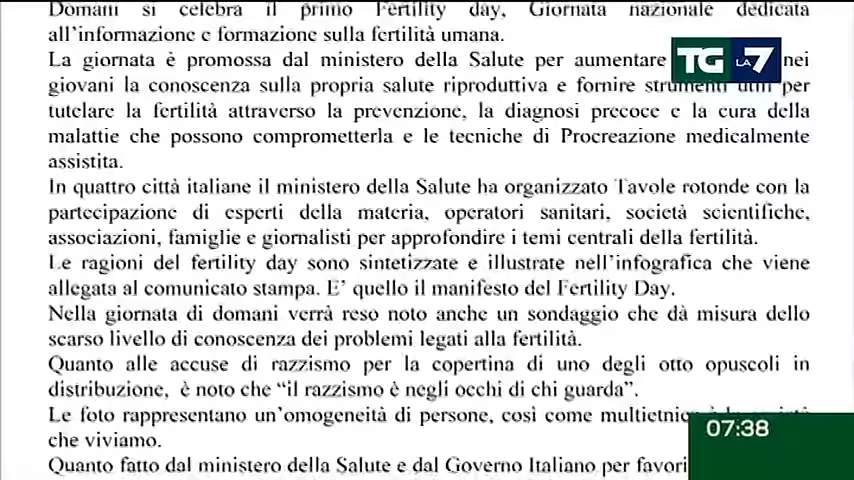 Domani si celebra il primo Fertility day, Giornata nazionale dedicata
all'informazione e formazione sulla fertilità umana.
La giornata è promossa dal ministero della Salute per aumentare nei
TG LA 7
giovani la conoscenza sulla propria salute riproduttiva e fornire strumenti utili per
tutelare la fertilità attraverso la prevenzione, la diagnosi precoce e la cura della
malattie che possono comprometterla e le tecniche di Procreazione medicalmente
assistita.
In quattro città italiane il ministero della Salute ha organizzato Tavole rotonde con la
partecipazione di esperti della materia, operatori sanitari, società scientifiche,
associazioni, famiglie e giornalisti per approfondire i temi centrali della fertilità.
Le ragioni del fertility day sono sintetizzate e illustrate nell'infografica che viene
allegata al comunicato stampa. E' quello il manifesto del Fertility Day.
Nella giornata di domani verrà reso noto anche un sondaggio che dà misura dello
scarso livello di conoscenza dei problemi legati alla fertilità.
Quanto alle accuse di razzismo per la copertina di uno degli otto opuscoli in
distribuzione, è noto che "il razzismo è negli occhi di chi guarda".
Le foto rappresentano un'omogeneità di persone, così come multietnica
che viviamo.
07:38
Quanto fatto dal ministero della Salute e dal Governo Italiano per favori